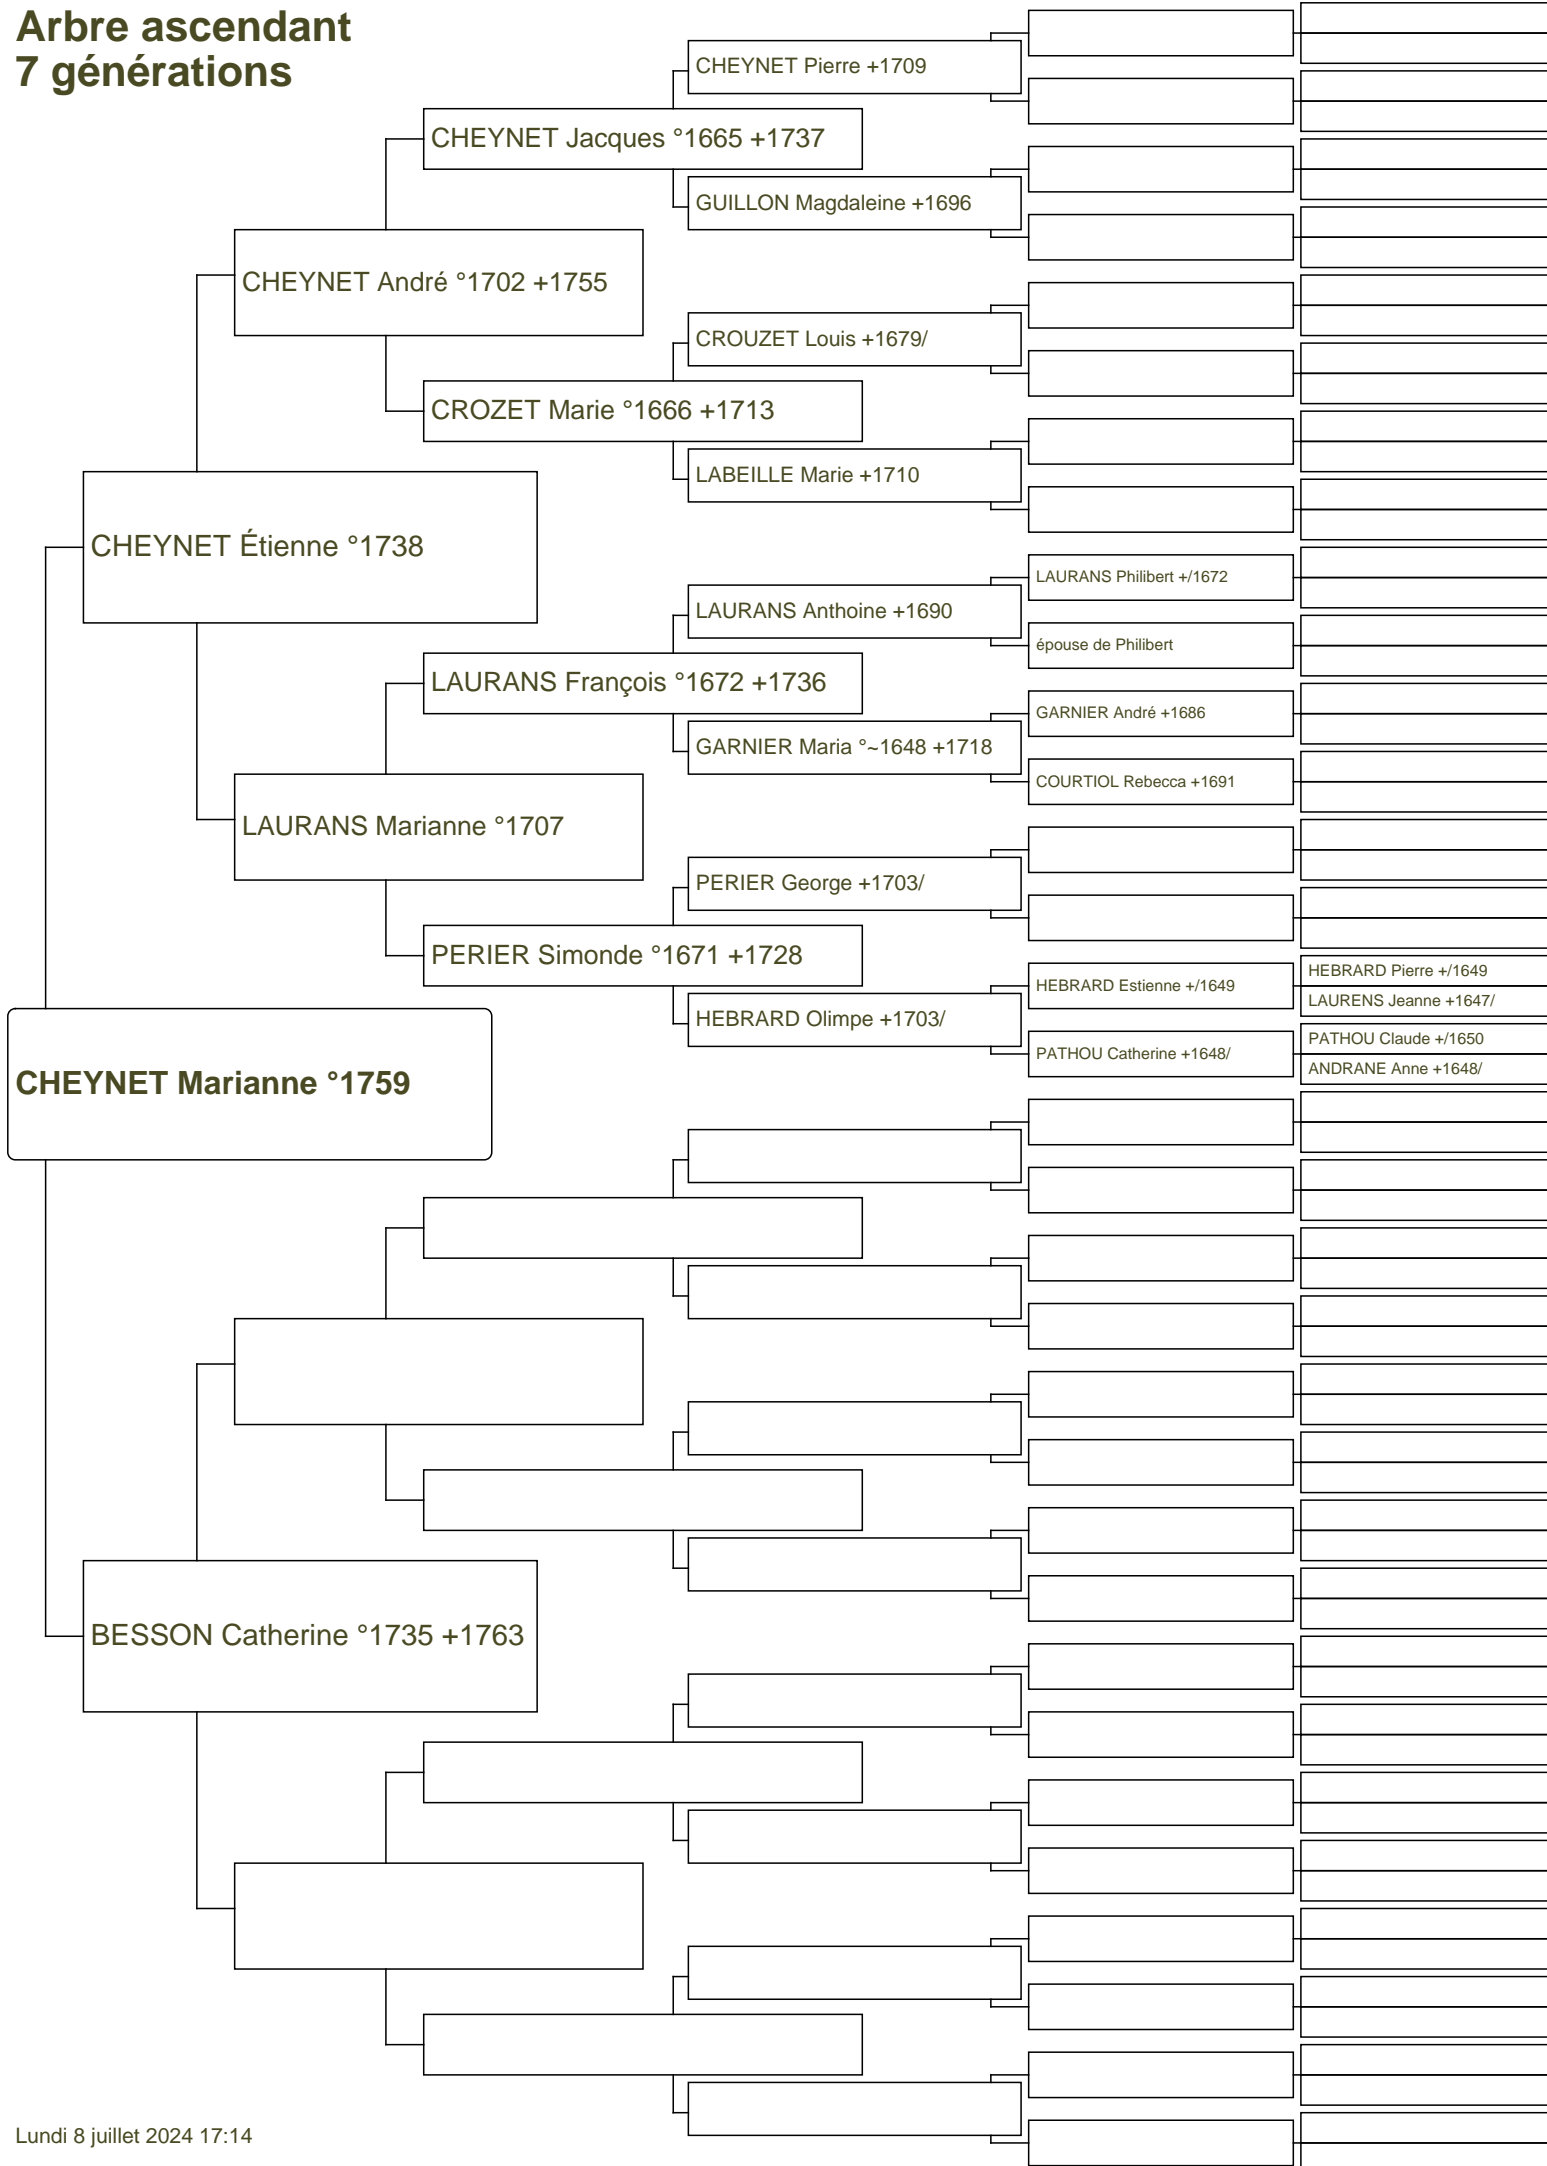 Arbre ascendant
7 générations
CHEYNET Pierre +1709
CHEYNET Jacques °1665 +1737
GUILLON Magdaleine +1696
CHEYNET André °1702 +1755
CROUZET Louis +1679/
CROZET Marie °1666 +1713
LABEILLE Marie +1710
CHEYNET Étienne °1738
LAURANS Philibert +/1672
LAURANS Anthoine +1690
épouse de Philibert
LAURANS François °1672 +1736
GARNIER André +1686
GARNIER Maria °~1648 +1718
COURTIOL Rebecca +1691
LAURANS Marianne °1707
PERIER George +1703/
PERIER Simonde °1671 +1728
HEBRARD Pierre +/1649
HEBRARD Estienne +/1649
LAURENS Jeanne +1647/
HEBRARD Olimpe +1703/
PATHOU Claude +/1650
PATHOU Catherine +1648/
ANDRANE Anne +1648/
CHEYNET Marianne °1759
BESSON Catherine °1735 +1763
Lundi 8 juillet 2024 17:14